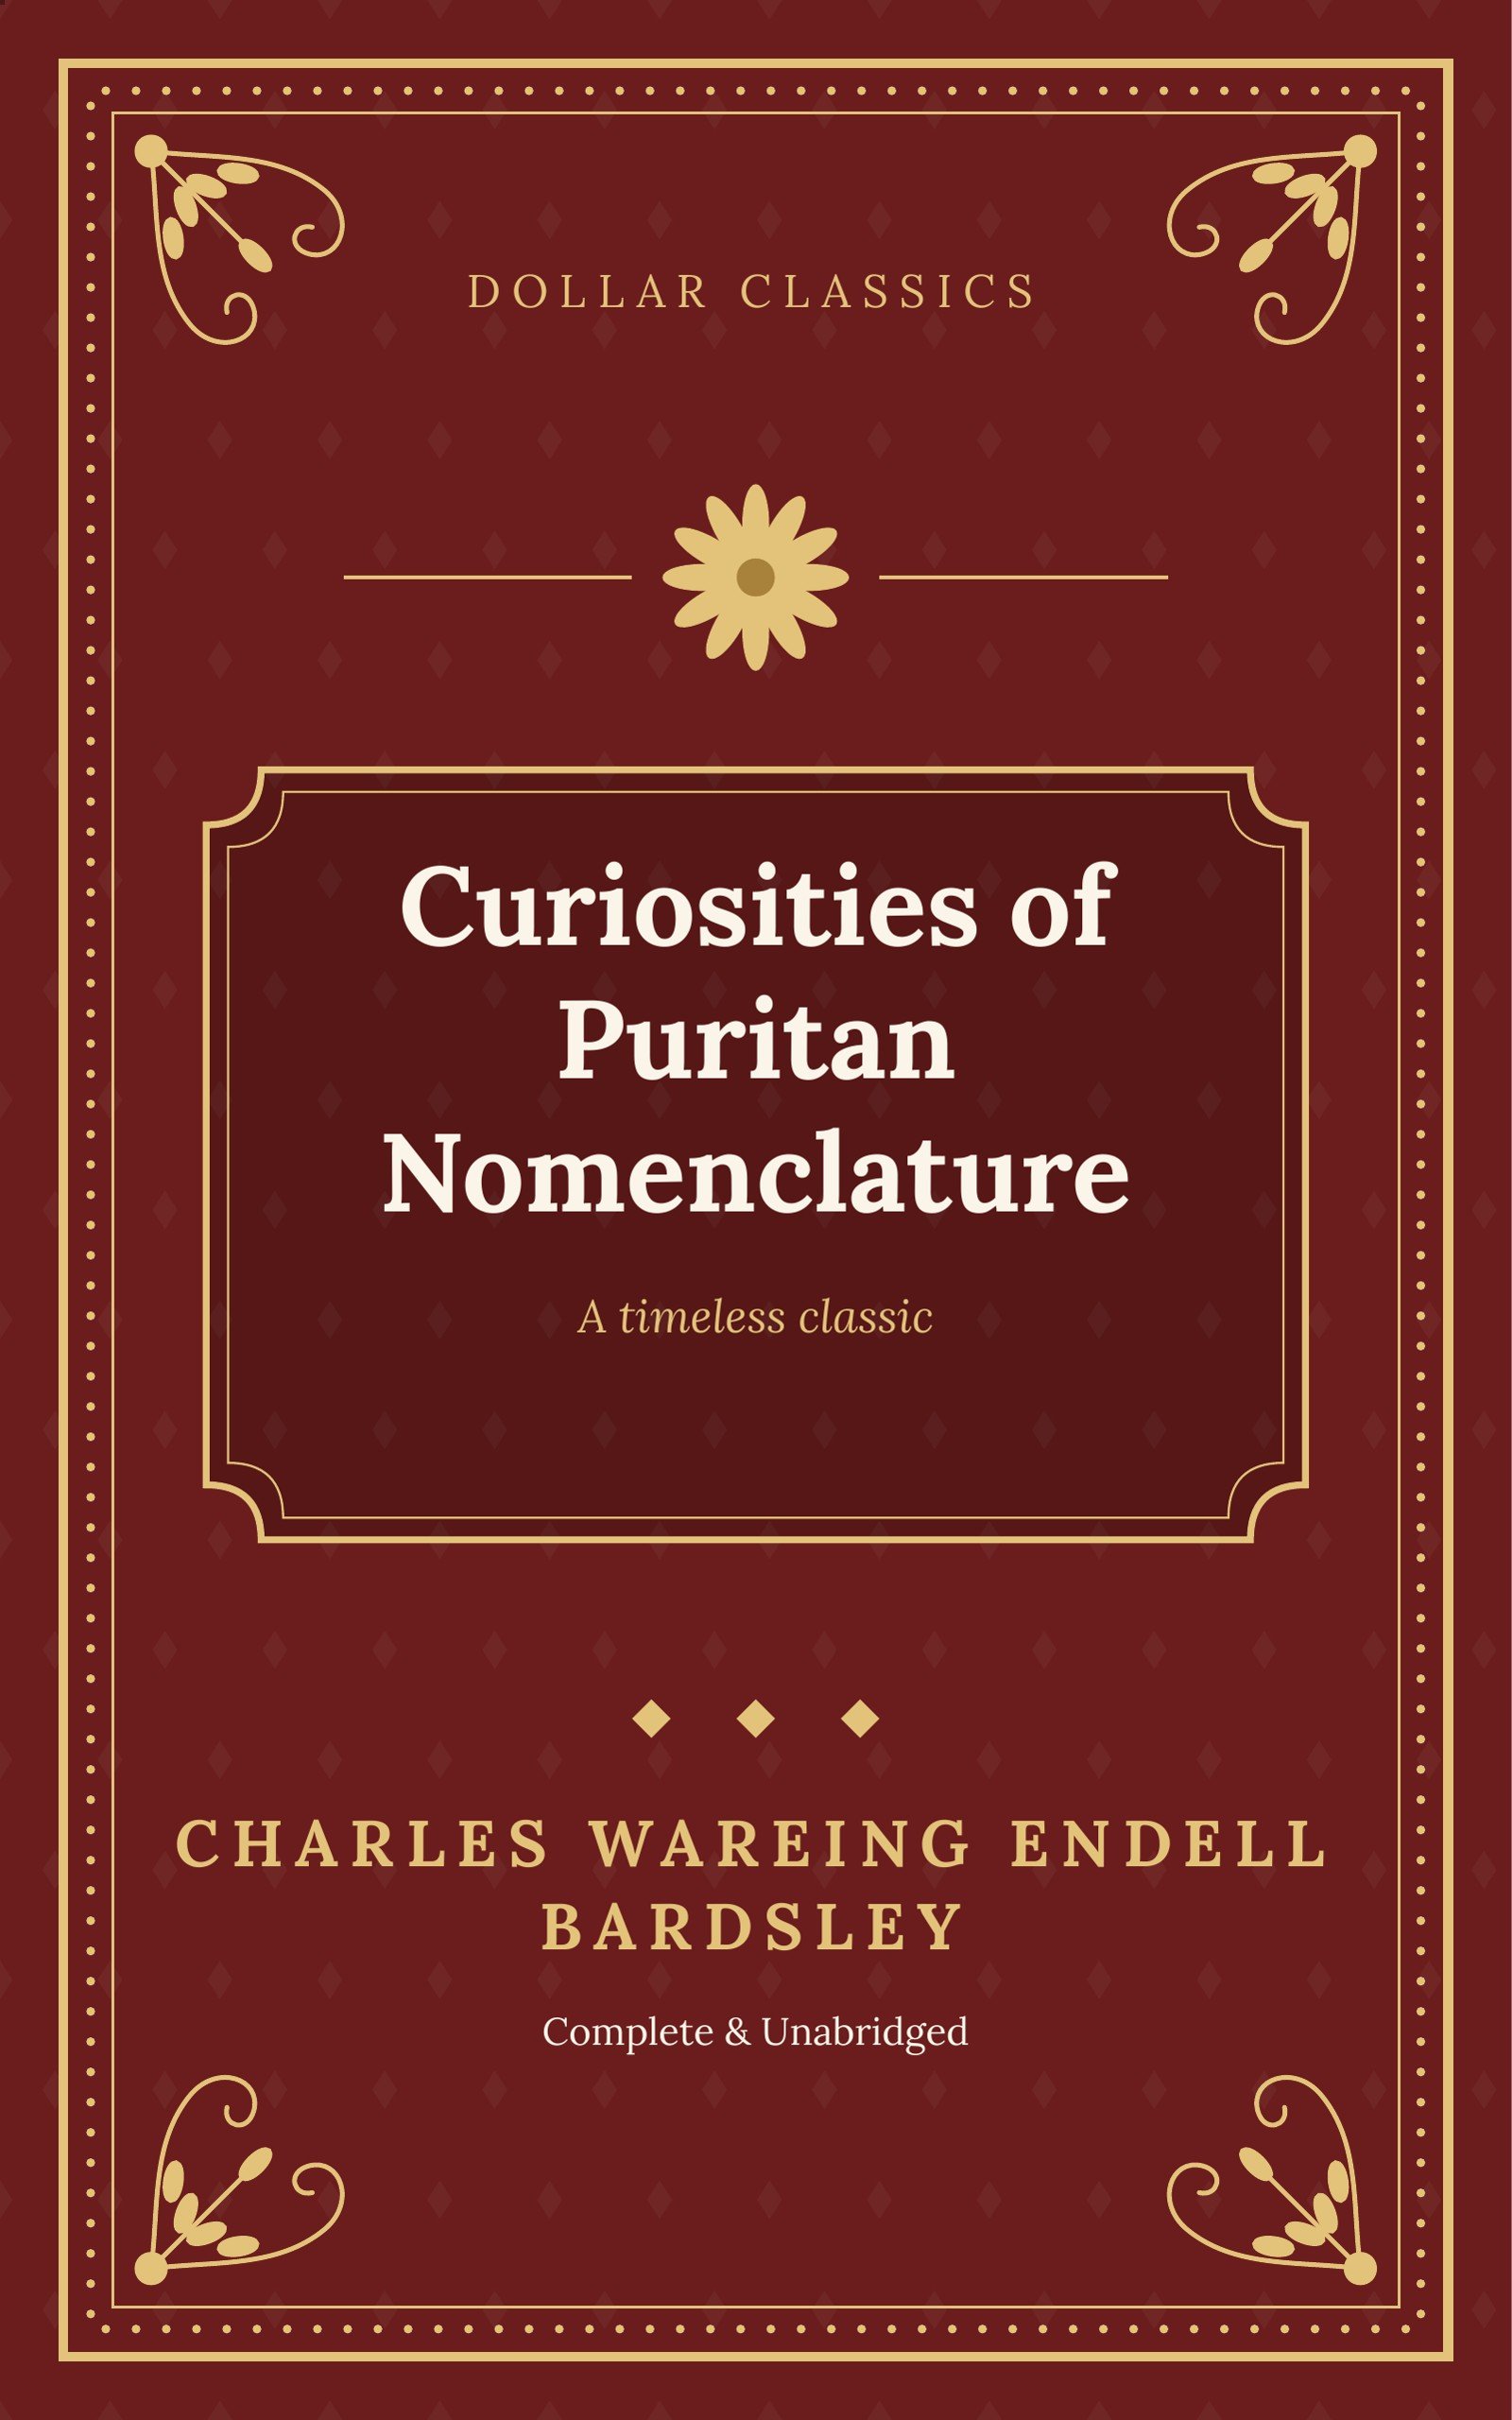 DOLLAR CLASSICS
Curiosities of
Puritan
Nomenclature
A timeless classic
CHARLES WAREING ENDELL
BARDSLEY
Complete & Unabridged